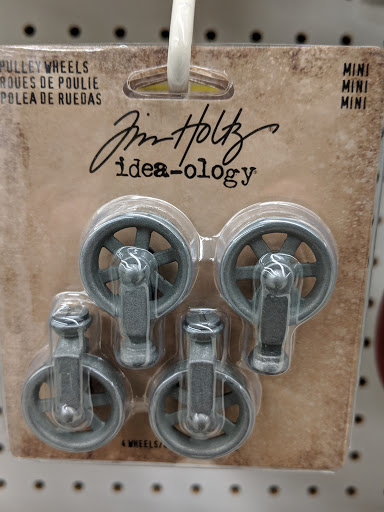 PULLEY WHEELS
ROUES DE POULIE
POLEA DE RUEDAS
MINI
MINI
MINI
Tim Holtz
idea-ology
4 WHEELS/